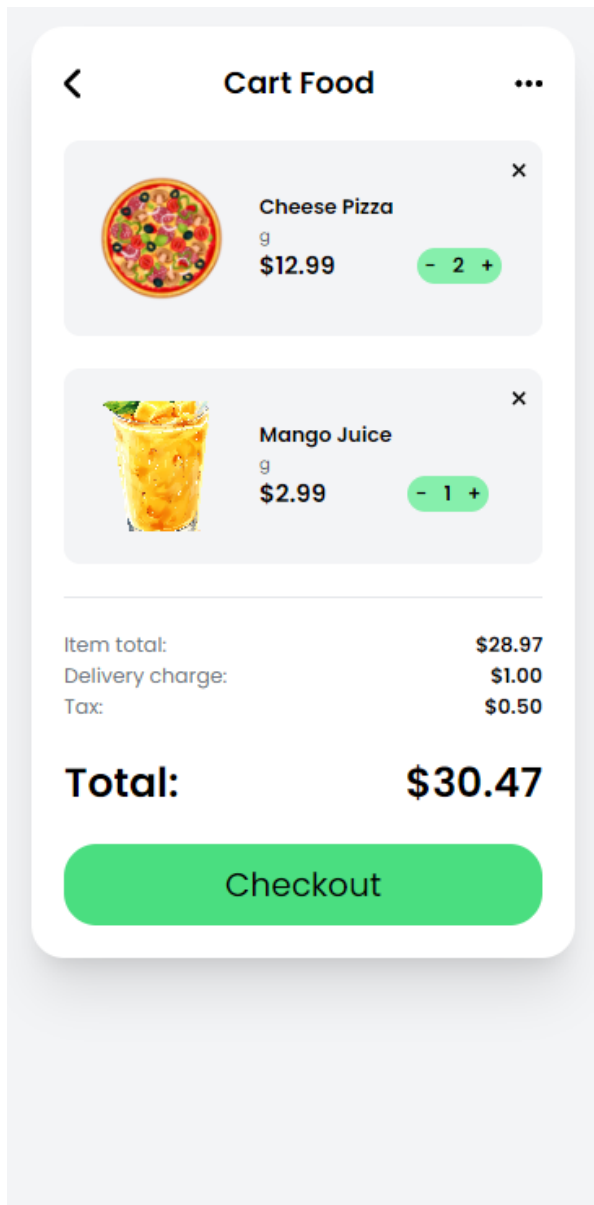 Cart Food
Cheese Pizza
g
$12.99
- 2 +
Mango Juice
g
$2.99
- 1 +
Item total: $28.97
Delivery charge: $1.00
Tax: $0.50
Total: $30.47
Checkout